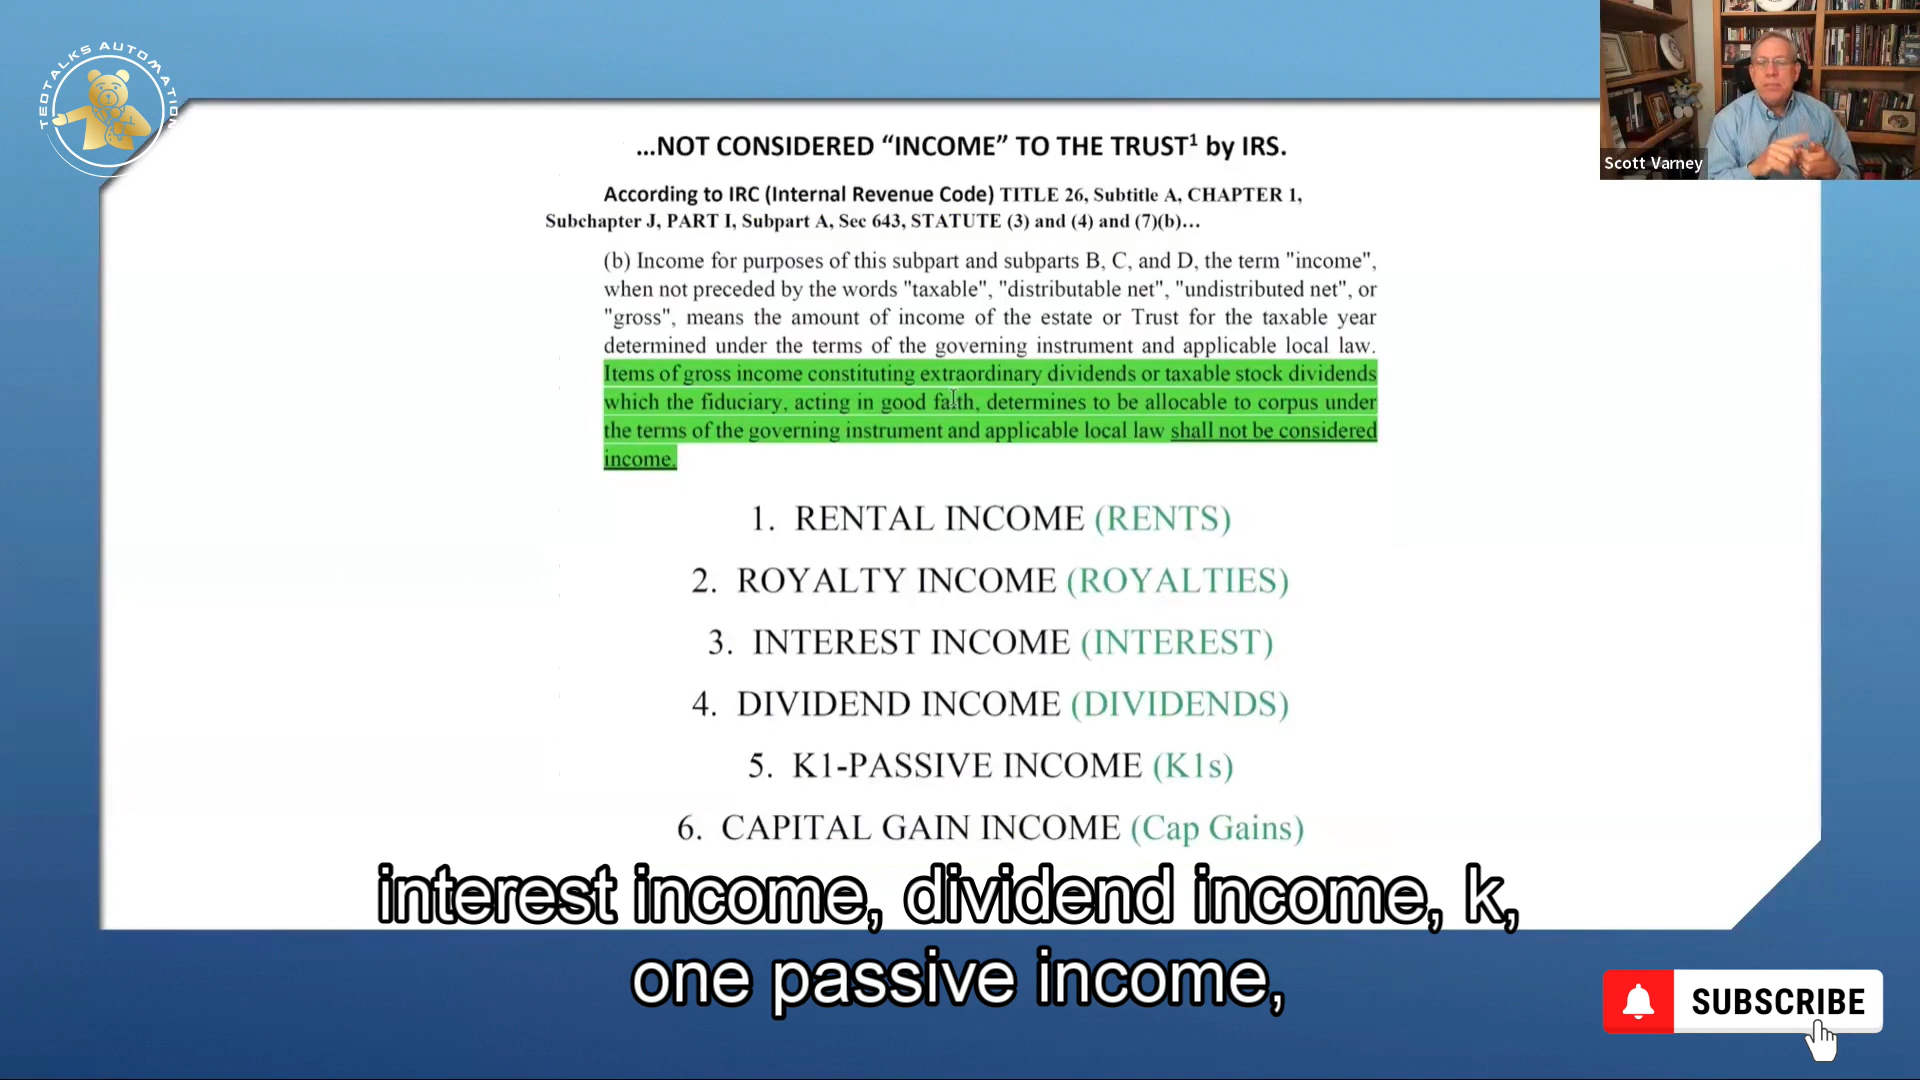 TEDTALKS AUTOMATION
...NOT CONSIDERED “INCOME” TO THE TRUST¹ by IRS.
Scott Varney
According to IRC (Internal Revenue Code) TITLE 26, Subtitle A, CHAPTER 1,
Subchapter J, PART I, Subpart A, Sec 643, STATUTE (3) and (4) and (7)(b)...
(b) Income for purposes of this subpart and subparts B, C, and D, the term "income",
when not preceded by the words "taxable", "distributable net", "undistributed net", or
"gross", means the amount of income of the estate or Trust for the taxable year
determined under the terms of the governing instrument and applicable local law.
Items of gross income constituting extraordinary dividends or taxable stock dividends
which the fiduciary, acting in good faith, determines to be allocable to corpus under
the terms of the governing instrument and applicable local law shall not be considered
income.
1. RENTAL INCOME (RENTS)
2. ROYALTY INCOME (ROYALTIES)
3. INTEREST INCOME (INTEREST)
4. DIVIDEND INCOME (DIVIDENDS)
5. K1-PASSIVE INCOME (K1s)
6. CAPITAL GAIN INCOME (Cap Gains)
interest income, dividend income, k,
one passive income,
SUBSCRIBE